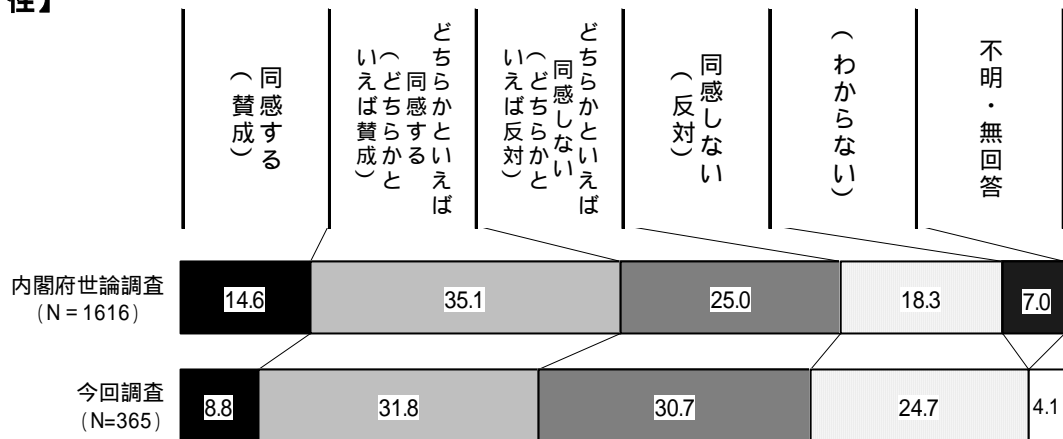 性】
同感する
（賛成）
どちらかといえば
同感する
（どちらかと
いえば賛成）
どちらかといえば
同感しない
（どちらかと
いえば反対）
同感しない
（反対）
（わからない）
不明・無回答
内閣府世論調査
(N = 1616)
14.6
35.1
25.0
18.3
7.0
今回調査
(N=365)
8.8
31.8
30.7
24.7
4.1